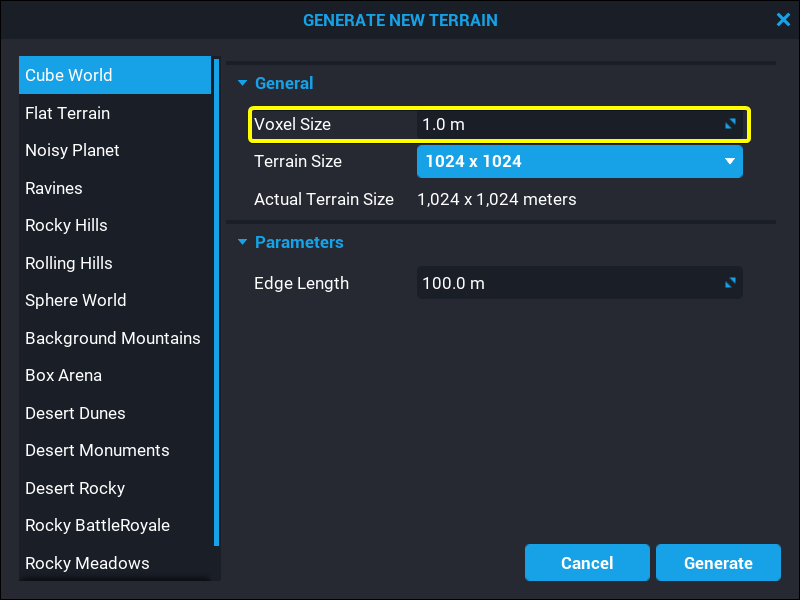 GENERATE NEW TERRAIN
Cube World
Flat Terrain
Noisy Planet
Ravines
Rocky Hills
Rolling Hills
Sphere World
Background Mountains
Box Arena
Desert Dunes
Desert Monuments
Desert Rocky
Rocky BattleRoyale
Rocky Meadows
General
Voxel Size 1.0 m
Terrain Size 1024 x 1024
Actual Terrain Size 1,024 x 1,024 meters
Parameters
Edge Length 100.0 m
Cancel Generate